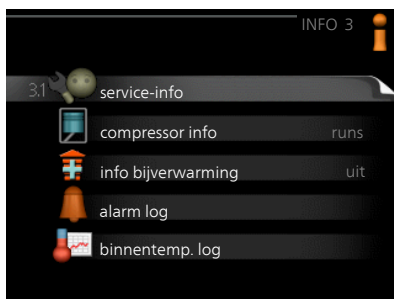 INFO 3
3.1 service-info
compressor info runs
info bijverwarming uit
alarm log
binnentemp. log